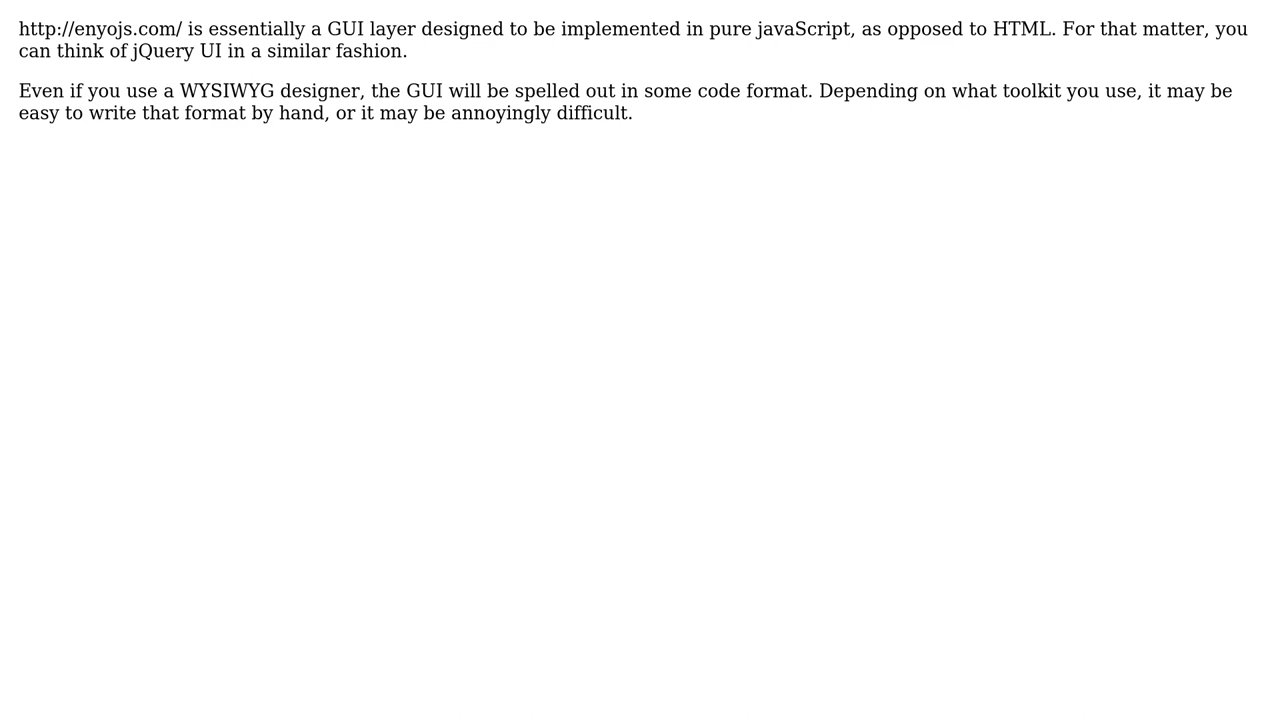 http://enyojs.com/ is essentially a GUI layer designed to be implemented in pure javaScript, as opposed to HTML. For that matter, you
can think of jQuery UI in a similar fashion.
Even if you use a WYSIWYG designer, the GUI will be spelled out in some code format. Depending on what toolkit you use, it may be
easy to write that format by hand, or it may be annoyingly difficult.